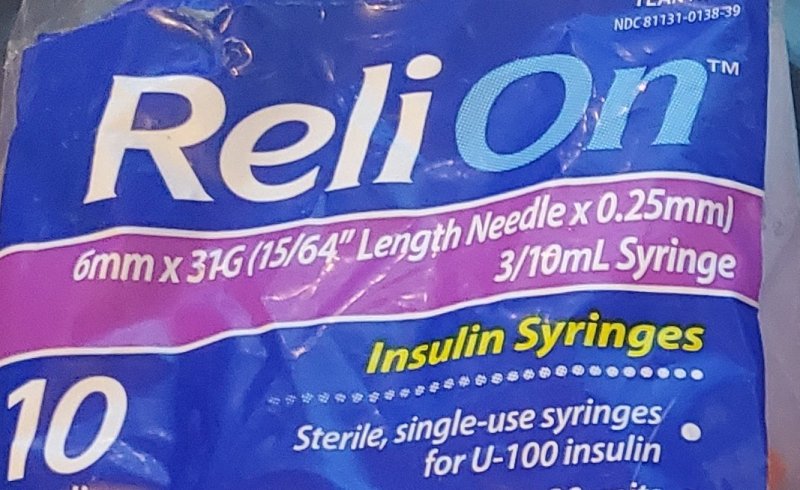 NDC 81131-0138-39
ReliOn™
6mm x 31G (15/64" Length Needle x 0.25mm)
3/10mL Syringe
Insulin Syringes
10
Sterile, single-use syringes
for U-100 insulin